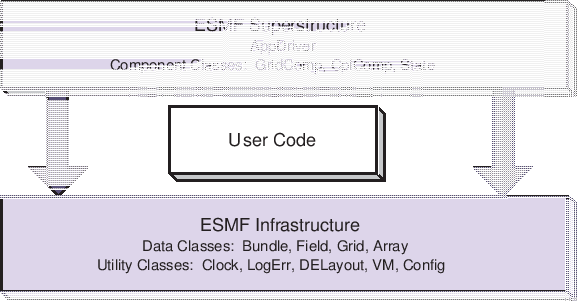 ESMF Superstructure
AppDriver
Component Classes: GridComp, CplComp, State
User Code
ESMF Infrastructure
Data Classes: Bundle, Field, Grid, Array
Utility Classes: Clock, LogErr, DELayout, VM, Config